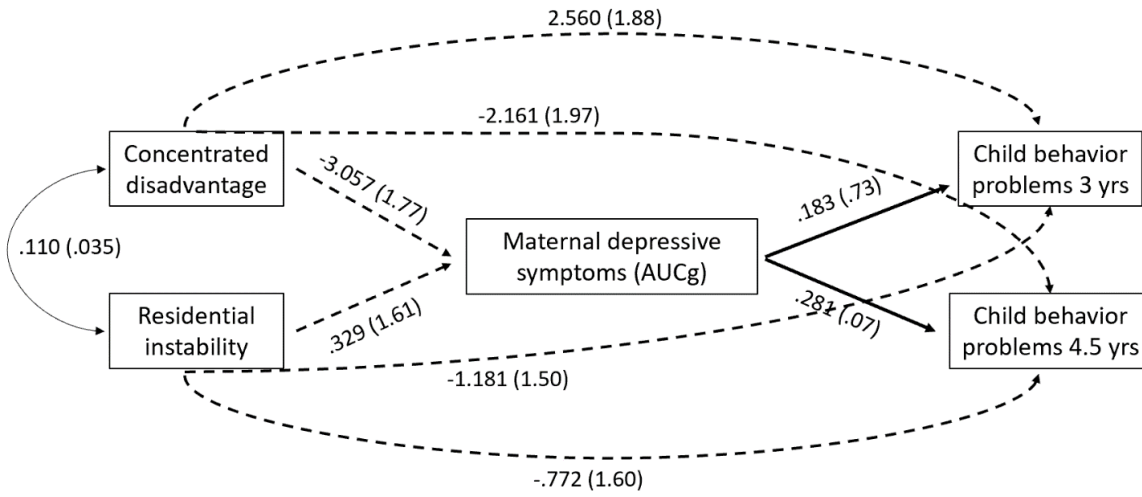 2.560 (1.88)
-2.161 (1.97)
Concentrated
disadvantage
Child behavior
problems 3 yrs
-3.057 (1.77)
.183 (.73)
.110 (.035)
Maternal depressive
symptoms (AUCg)
Residential
instability
.329 (1.61)
.281 (.07)
Child behavior
problems 4.5 yrs
-1.181 (1.50)
-.772 (1.60)